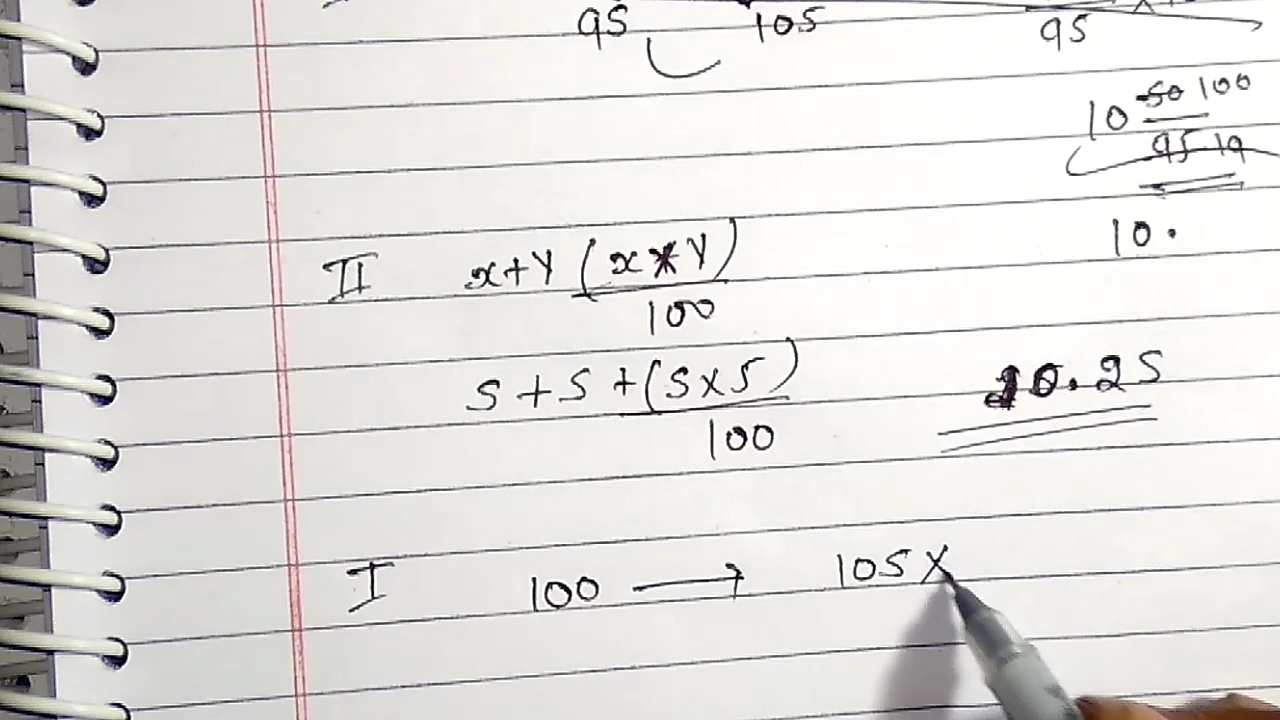 95 105 95
10 50 100
95 19
10.
II x+Y (x*Y)
100
5 + 5 + (5x5) 10.25
100
I 100 → 105 x